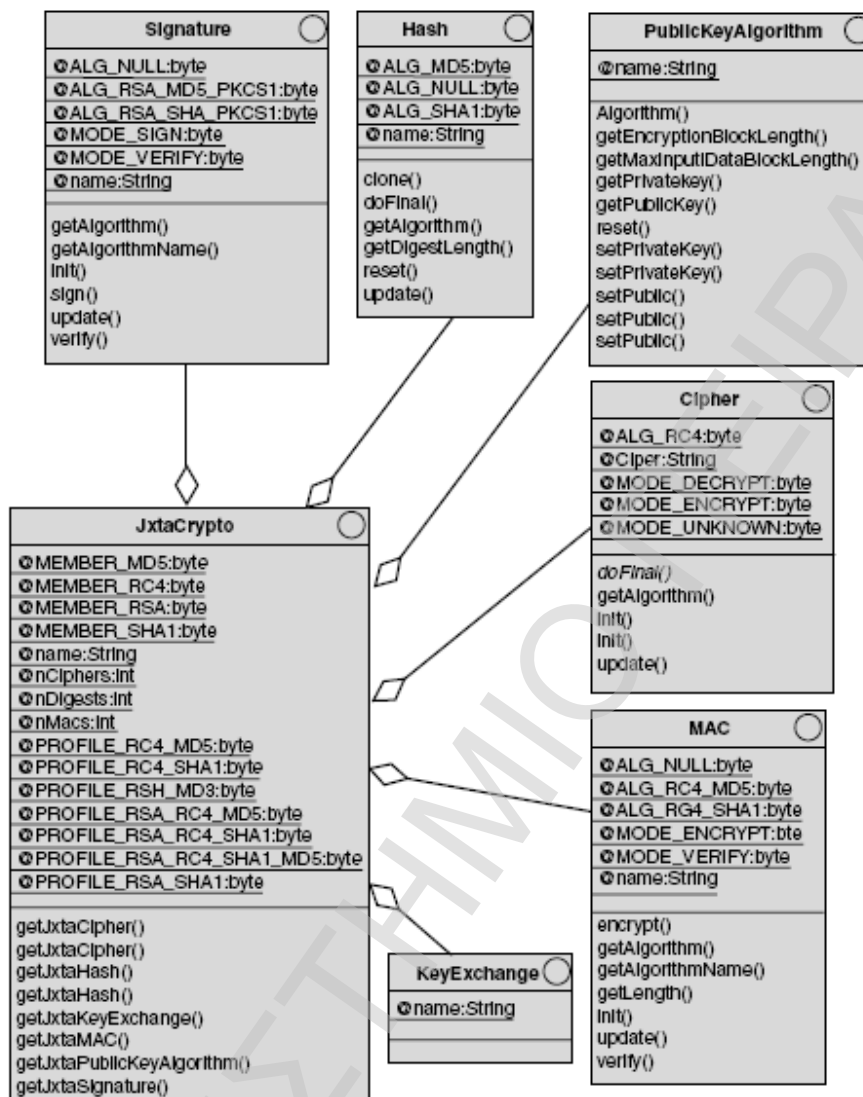 Signature
@ALG_NULL:byte
@ALG_RSA_MD5_PKCS1:byte
@ALG_RSA_SHA_PKCS1:byte
@MODE_SIGN:byte
@MODE_VERIFY:byte
@name:String
getAlgorithm()
getAlgorithmName()
init()
sign()
update()
verify()
Hash
@ALG_MD5:byte
@ALG_NULL:byte
@ALG_SHA1:byte
@name:String
clone()
doFinal()
getAlgorithm()
getDigestLength()
reset()
update()
PublicKeyAlgorithm
@name:String
Algorithm()
getEncryptionBlockLength()
getMaxInputIDataBlockLength()
getPrivatekey()
getPublicKey()
reset()
setPrivateKey()
setPrivateKey()
setPublic()
setPublic()
setPublic()
Cipher
@ALG_RC4:byte
@Ciper:String
@MODE_DECRYPT:byte
@MODE_ENCRYPT:byte
@MODE_UNKNOWN:byte
doFinal()
getAlgorithm()
init()
init()
update()
JxtaCrypto
@MEMBER_MD5:byte
@MEMBER_RC4:byte
@MEMBER_RSA:byte
@MEMBER_SHA1:byte
@name:String
@nCiphers:int
@nDigests:int
@nMacs:int
@PROFILE_RC4_MD5:byte
@PROFILE_RC4_SHA1:byte
@PROFILE_RSH_MD3:byte
@PROFILE_RSA_RC4_MD5:byte
@PROFILE_RSA_RC4_SHA1:byte
@PROFILE_RSA_RC4_SHA1_MD5:byte
@PROFILE_RSA_SHA1:byte
getJxtaCipher()
getJxtaCipher()
getJxtaHash()
getJxtaHash()
getJxtaKeyExchange()
getJxtaMAC()
getJxtaPublicKeyAlgorithm()
getJxtaSignature()
MAC
@ALG_NULL:byte
@ALG_RC4_MD5:byte
@ALG_RG4_SHA1:byte
@MODE_ENCRYPT:bte
@MODE_VERIFY:byte
@name:String
encrypt()
getAlgorithm()
getAlgorithmName()
getLength()
init()
update()
verify()
KeyExchange
@name:String